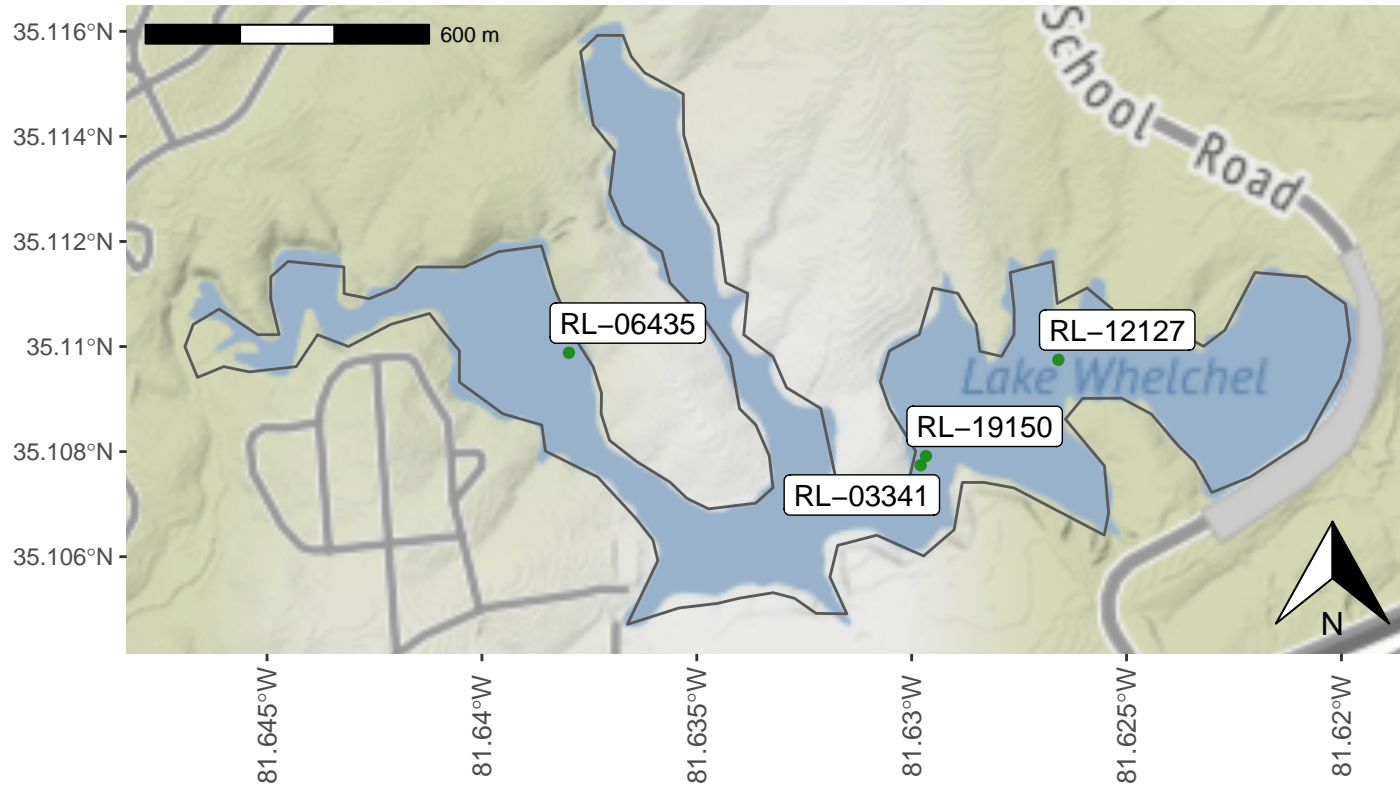 35.116°N
600 m
School Road
35.114°N
35.112°N
RL−06435
RL−12127
35.11°N
Lake Whelchel
RL−19150
35.108°N
RL−03341
35.106°N
N
81.645°W
81.64°W
81.635°W
81.63°W
81.625°W
81.62°W